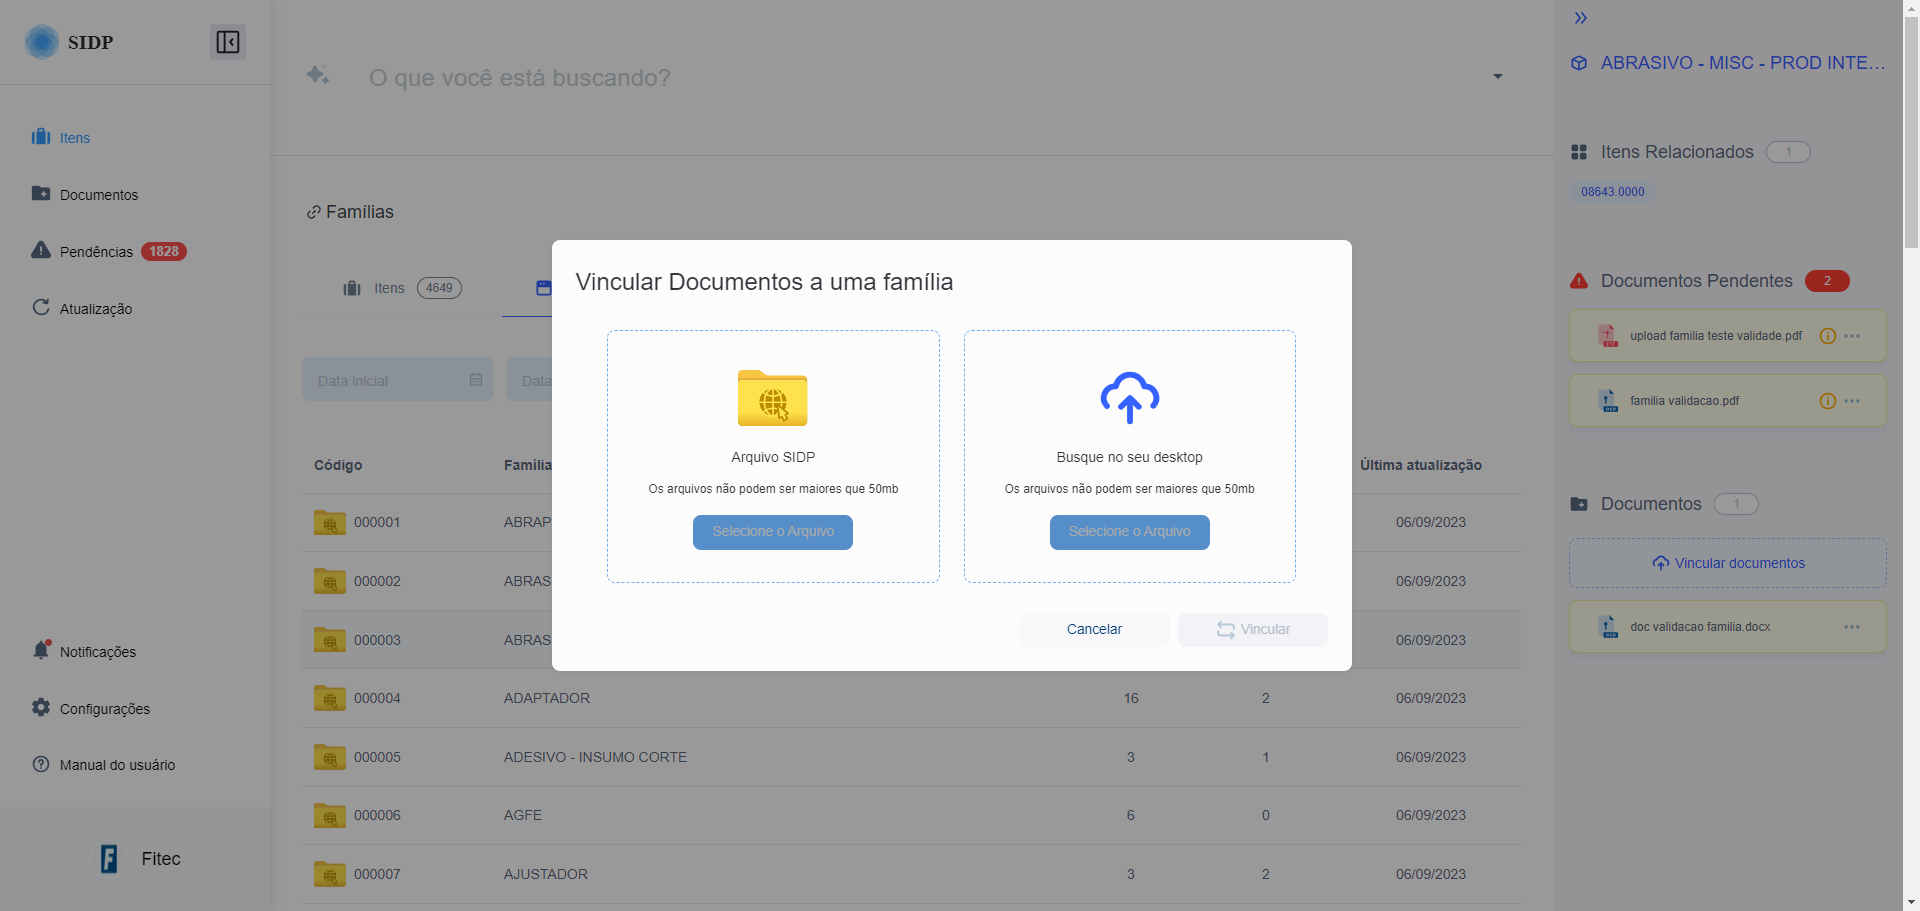 SIDP
Itens
Documentos
Pendências 1828
Atualização
Notificações
Configurações
Manual do usuário
Fitec
O que você está buscando?
Famílias
Itens 4649
Data inicial
Data
Código Família Última atualização
000001 ABRAP 06/09/2023
000002 ABRAS 06/09/2023
000003 ABRAS 06/09/2023
000004 ADAPTADOR 16 2 06/09/2023
000005 ADESIVO - INSUMO CORTE 3 1 06/09/2023
000006 AGFE 6 0 06/09/2023
000007 AJUSTADOR 3 2 06/09/2023
Vincular Documentos a uma família
Arquivo SIDP
Os arquivos não podem ser maiores que 50mb
Selecione o Arquivo
Busque no seu desktop
Os arquivos não podem ser maiores que 50mb
Selecione o Arquivo
Cancelar
Vincular
ABRASIVO - MISC - PROD INTE...
Itens Relacionados 1
08643.0000
Documentos Pendentes 2
upload familia teste validade.pdf
familia validacao.pdf
Documentos 1
Vincular documentos
doc validacao familia.docx